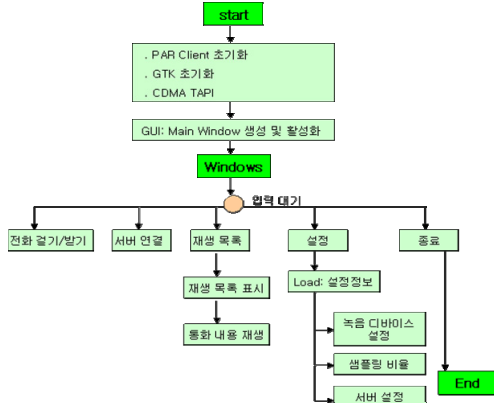 start
. PAR Client 초기화
. GTK 초기화
. CDMA TAPI
GUI: Main Window 생성 및 활성화
Windows
입력 대기
전화 걸기/받기
서버 연결
재생 목록
설정
종료
재생 목록 표시
Load: 설정정보
통화 내용 재생
녹음 디바이스
설정
샘플링 비율
End
서버 설정